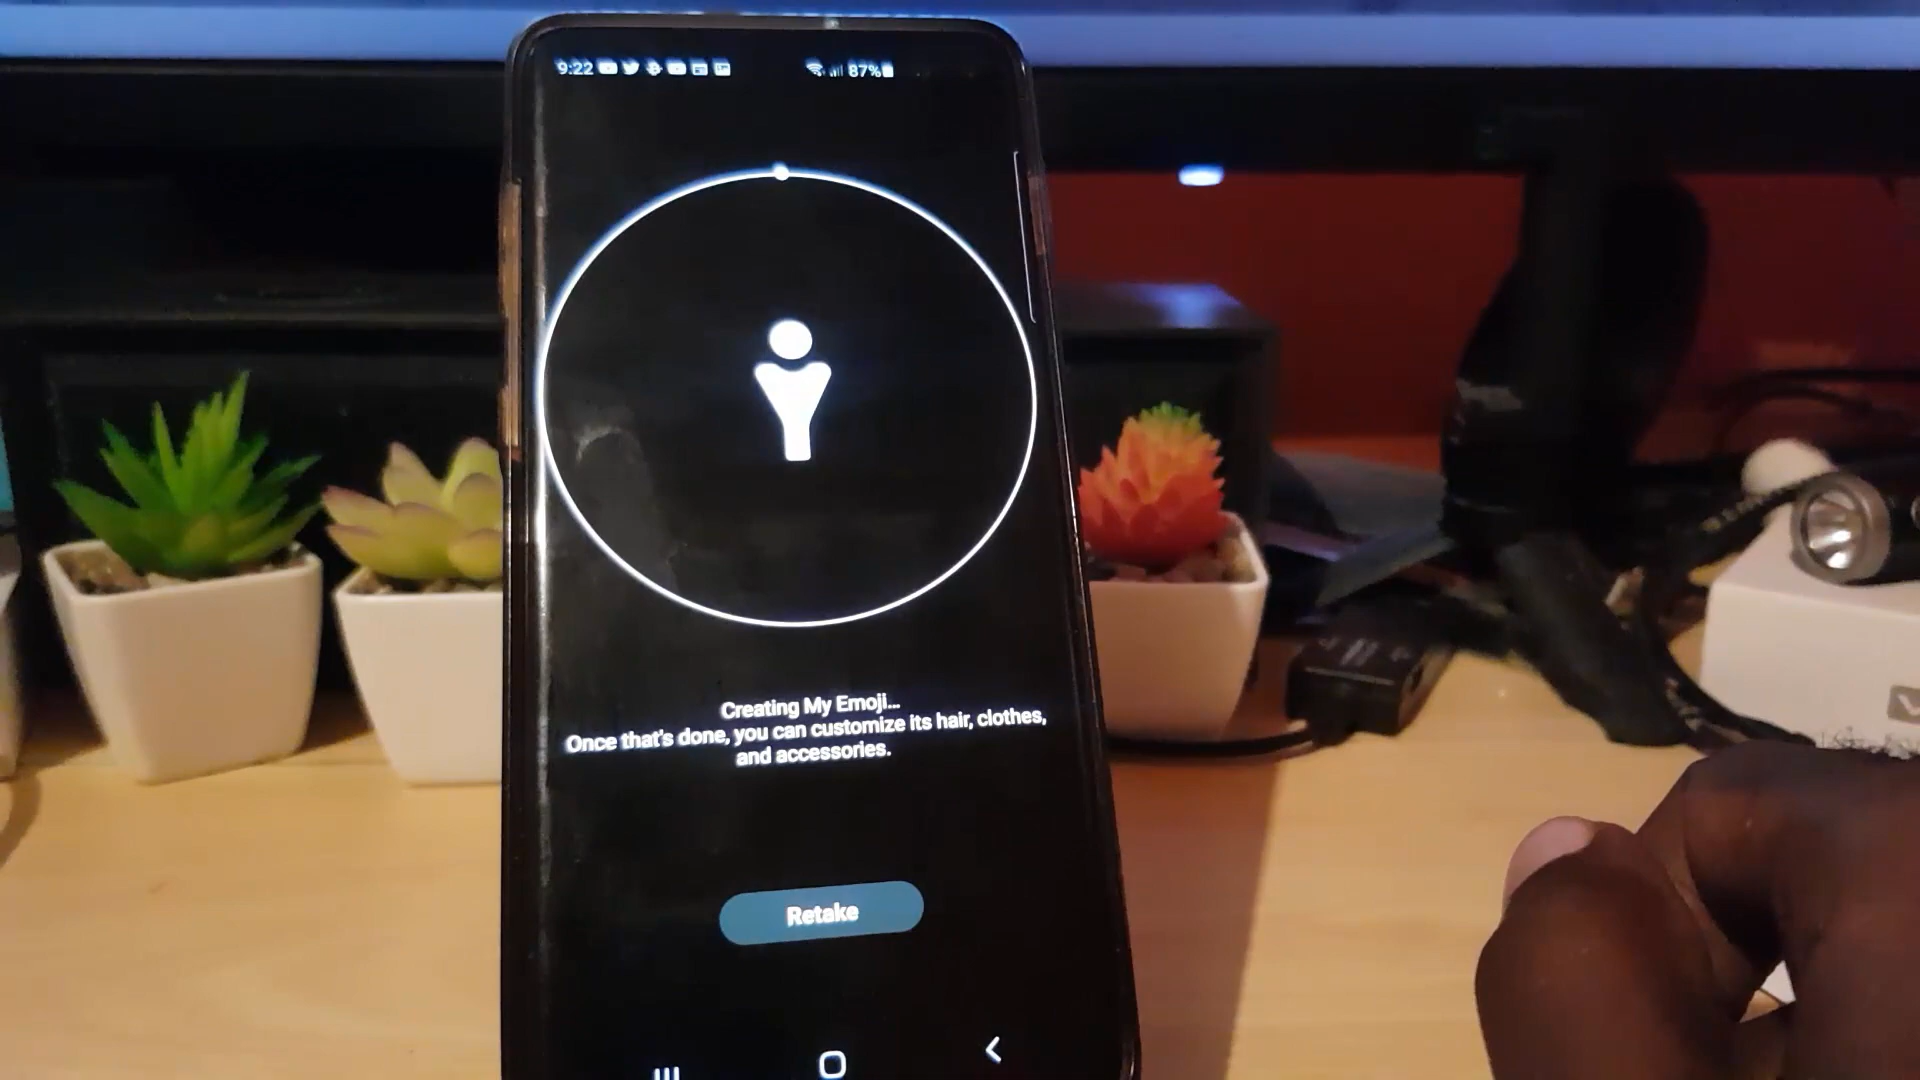 9:22 87%
Creating My Emoji...
Once that's done, you can customize its hair, clothes,
and accessories.
Retake